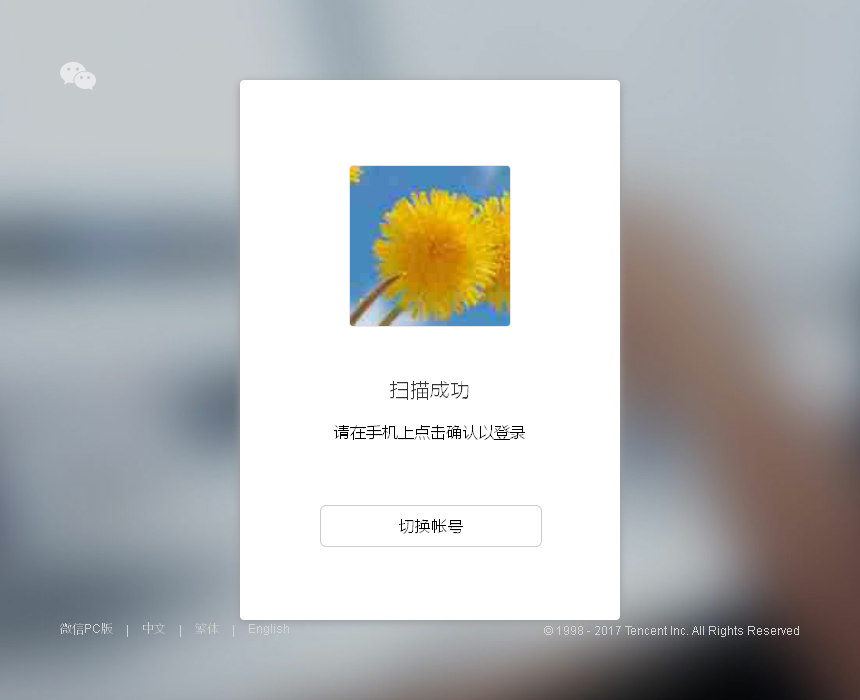 扫描成功
请在手机上点击确认以登录
切换帐号
微信PC版 | 中文 | 繁体 | English
© 1998 - 2017 Tencent Inc. All Rights Reserved